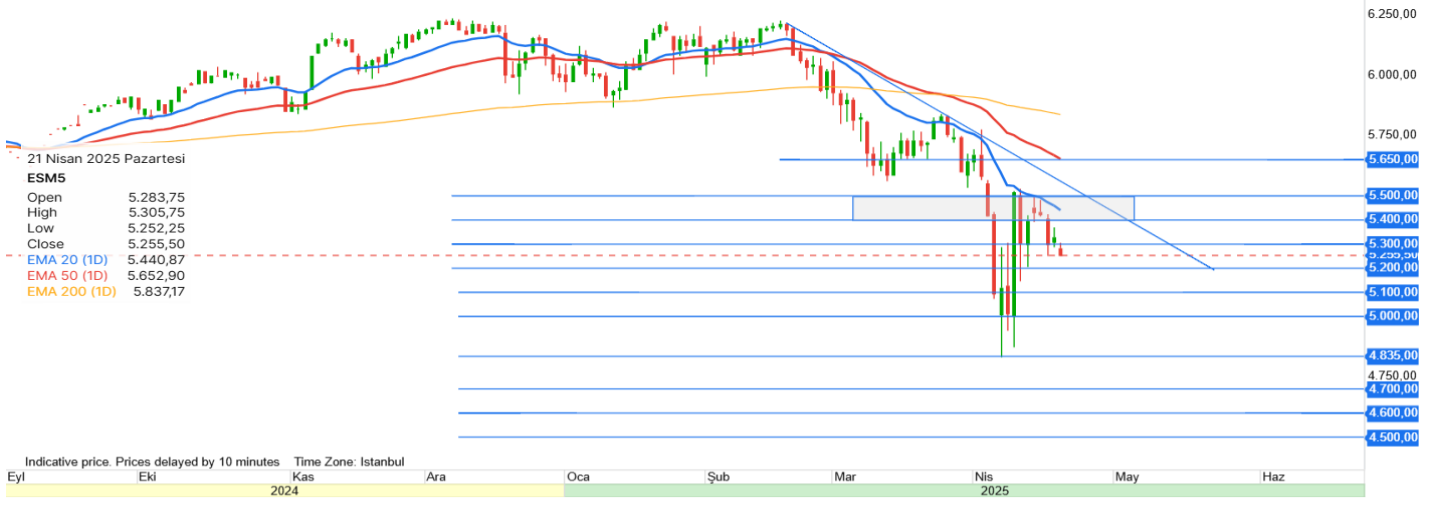 6.250,00
6.000,00
5.750,00
5.650,00
5.500,00
5.400,00
5.300,00
5.255,50
5.200,00
5.100,00
5.000,00
4.835,00
4.750,00
4.700,00
4.600,00
4.500,00
21 Nisan 2025 Pazartesi
ESM5
Open 5.283,75
High 5.305,75
Low 5.252,25
Close 5.255,50
EMA 20 (1D) 5.440,87
EMA 50 (1D) 5.652,90
EMA 200 (1D) 5.837,17
Indicative price. Prices delayed by 10 minutes Time Zone: Istanbul
Eyl Eki Kas Ara Oca Şub Mar Nis May Haz
2024 2025